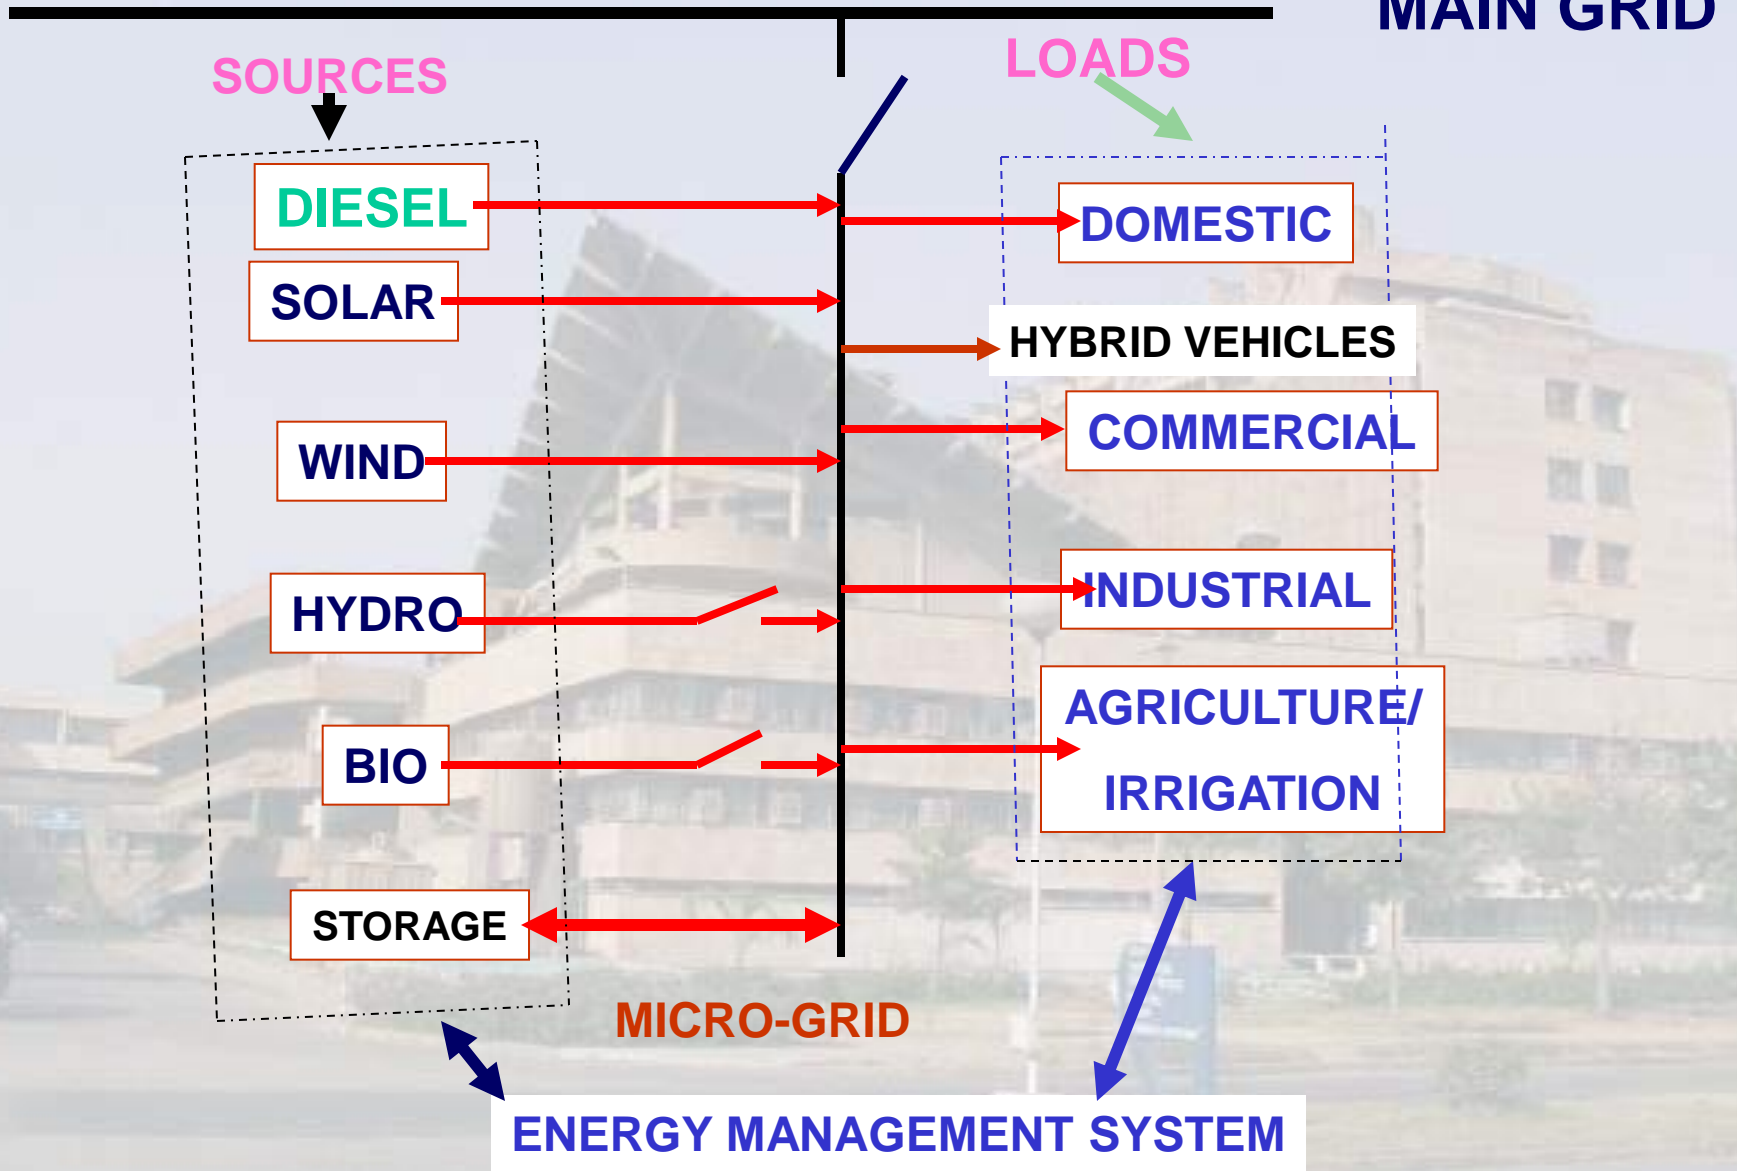 MAIN GRID
SOURCES
LOADS
DIESEL
DOMESTIC
SOLAR
HYBRID VEHICLES
COMMERCIAL
WIND
INDUSTRIAL
HYDRO
AGRICULTURE/
IRRIGATION
BIO
STORAGE
MICRO-GRID
ENERGY MANAGEMENT SYSTEM